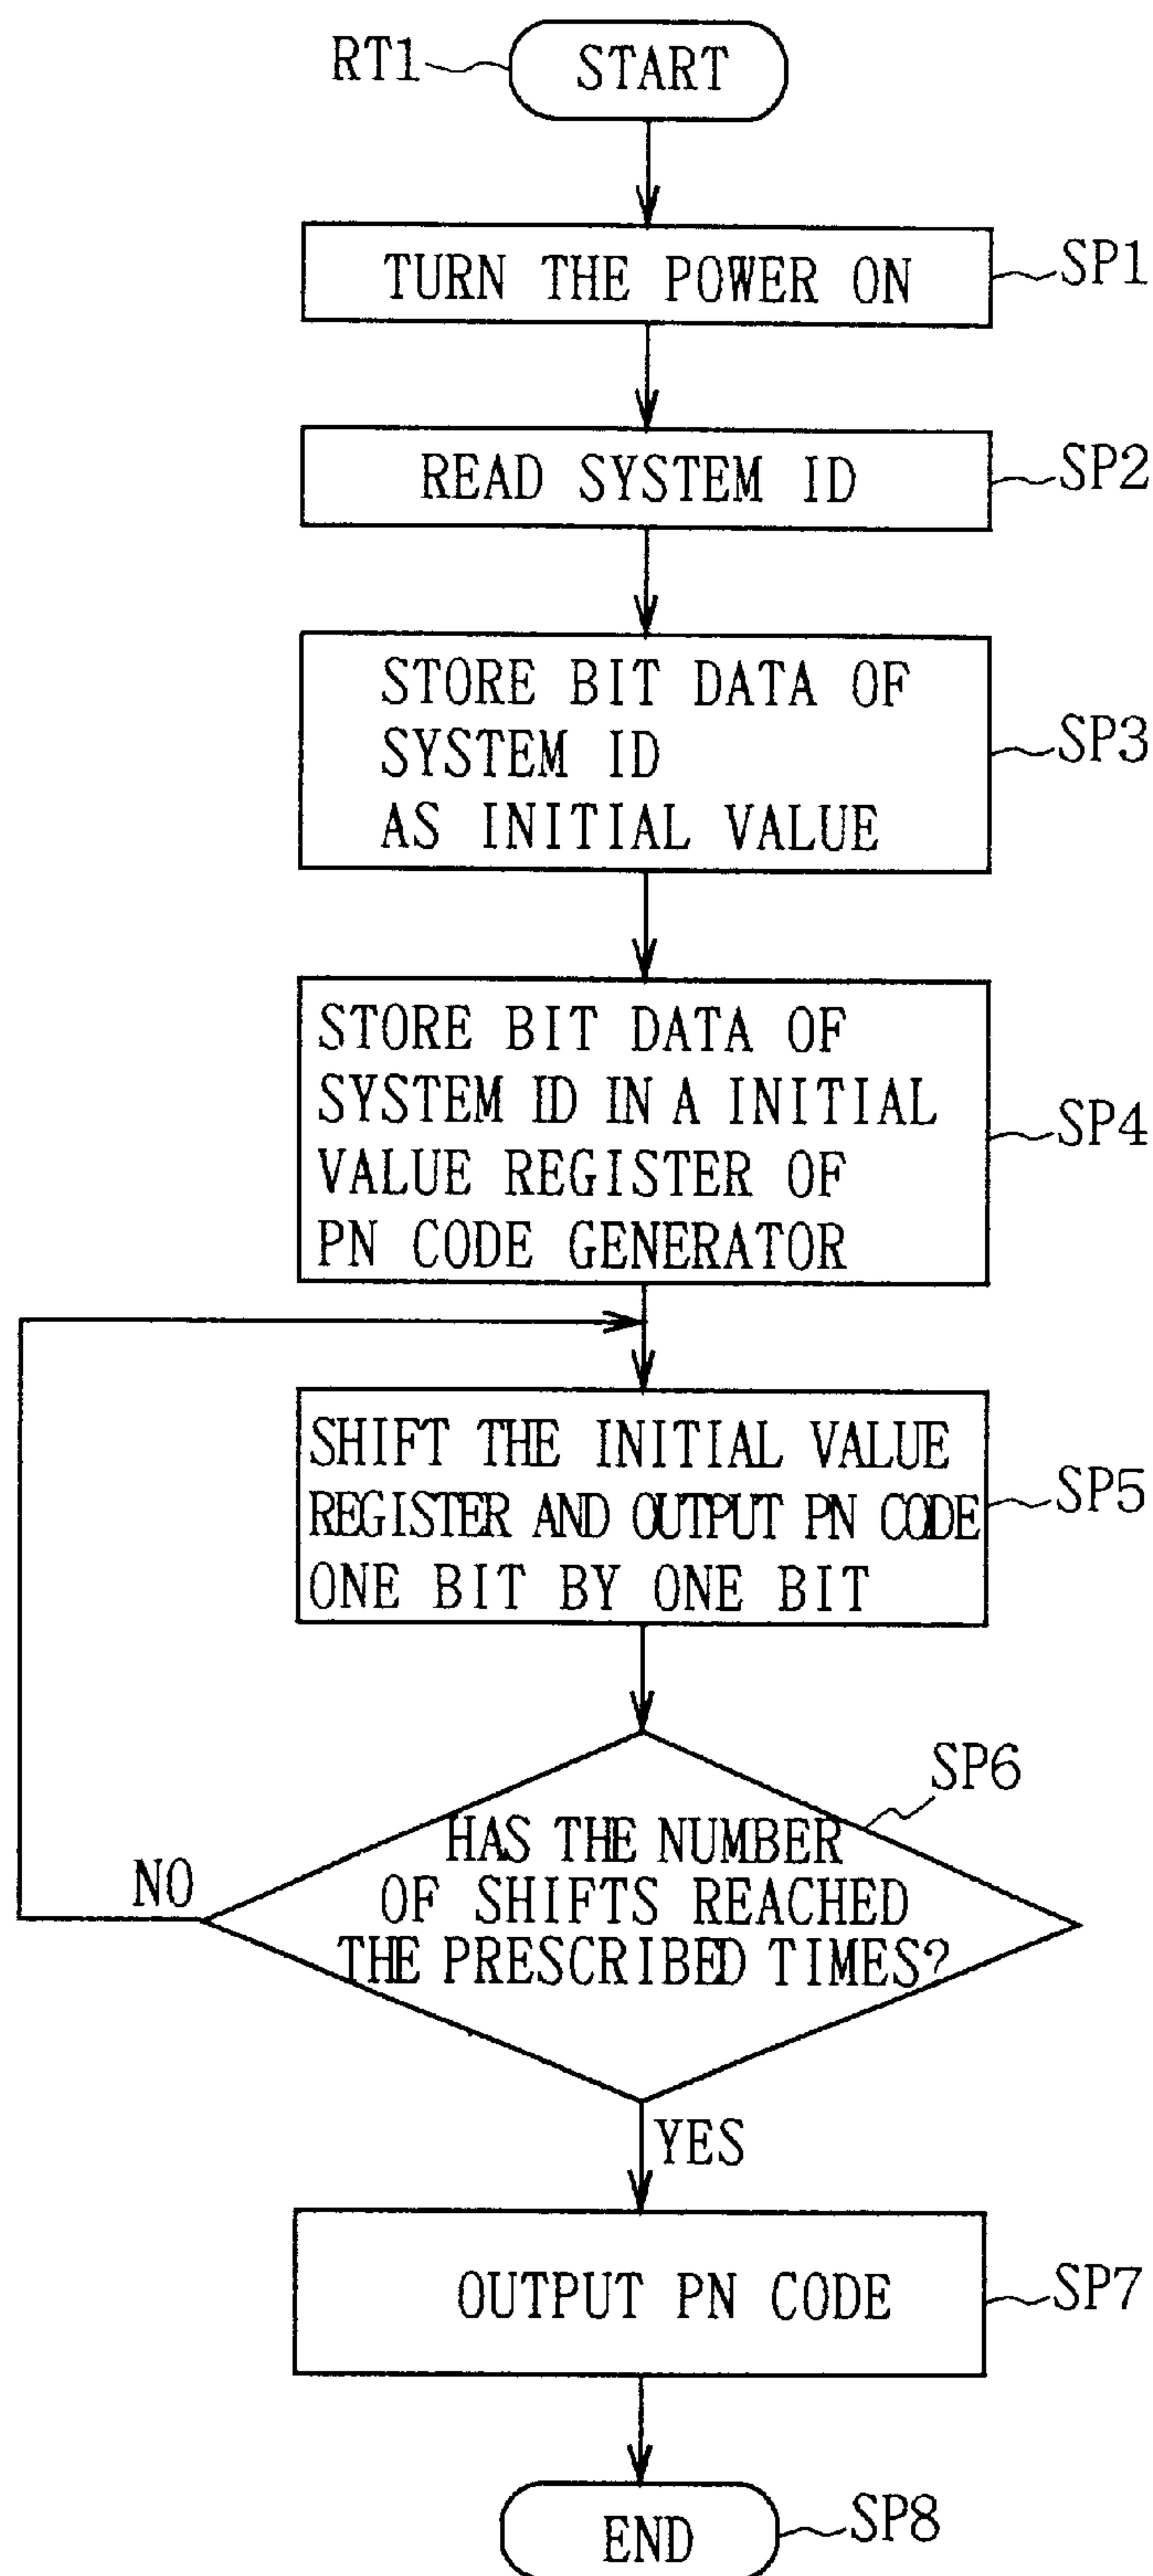 RT1
START
TURN THE POWER ON
SP1
READ SYSTEM ID
SP2
STORE BIT DATA OF
SYSTEM ID
AS INITIAL VALUE
SP3
STORE BIT DATA OF
SYSTEM ID IN A INITIAL
VALUE REGISTER OF
PN CODE GENERATOR
SP4
SHIFT THE INITIAL VALUE
REGISTER AND OUTPUT PN CODE
ONE BIT BY ONE BIT
SP5
SP6
HAS THE NUMBER
OF SHIFTS REACHED
THE PRESCRIBED TIMES?
NO
YES
OUTPUT PN CODE
SP7
END
SP8